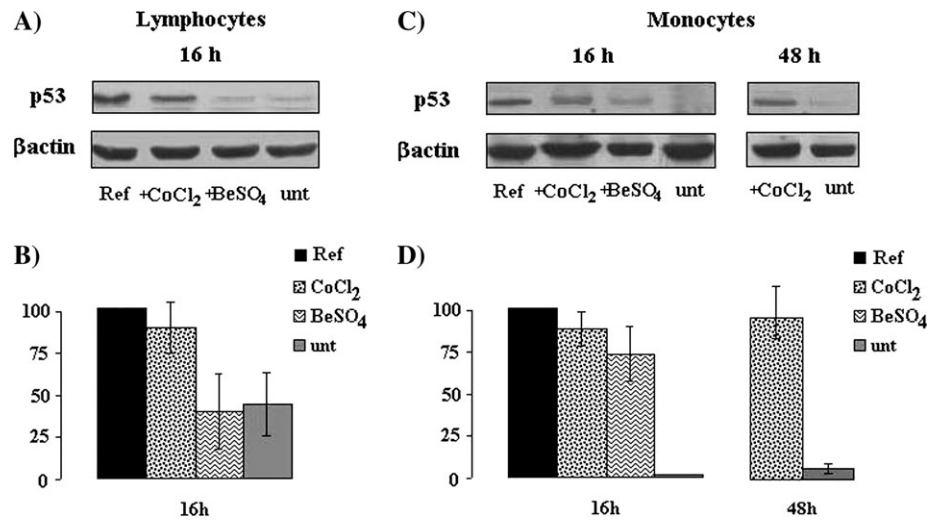 A)
Lymphocytes
16 h
p53
βactin
Ref +CoCl2 +BeSO4 unt
C)
Monocytes
16 h 48 h
p53
βactin
Ref +CoCl2 +BeSO4 unt +CoCl2 unt
B)
Ref
CoCl2
BeSO4
unt
100
75
50
25
0
16h
D)
Ref
CoCl2
BeSO4
unt
100
75
50
25
0
16h 48h